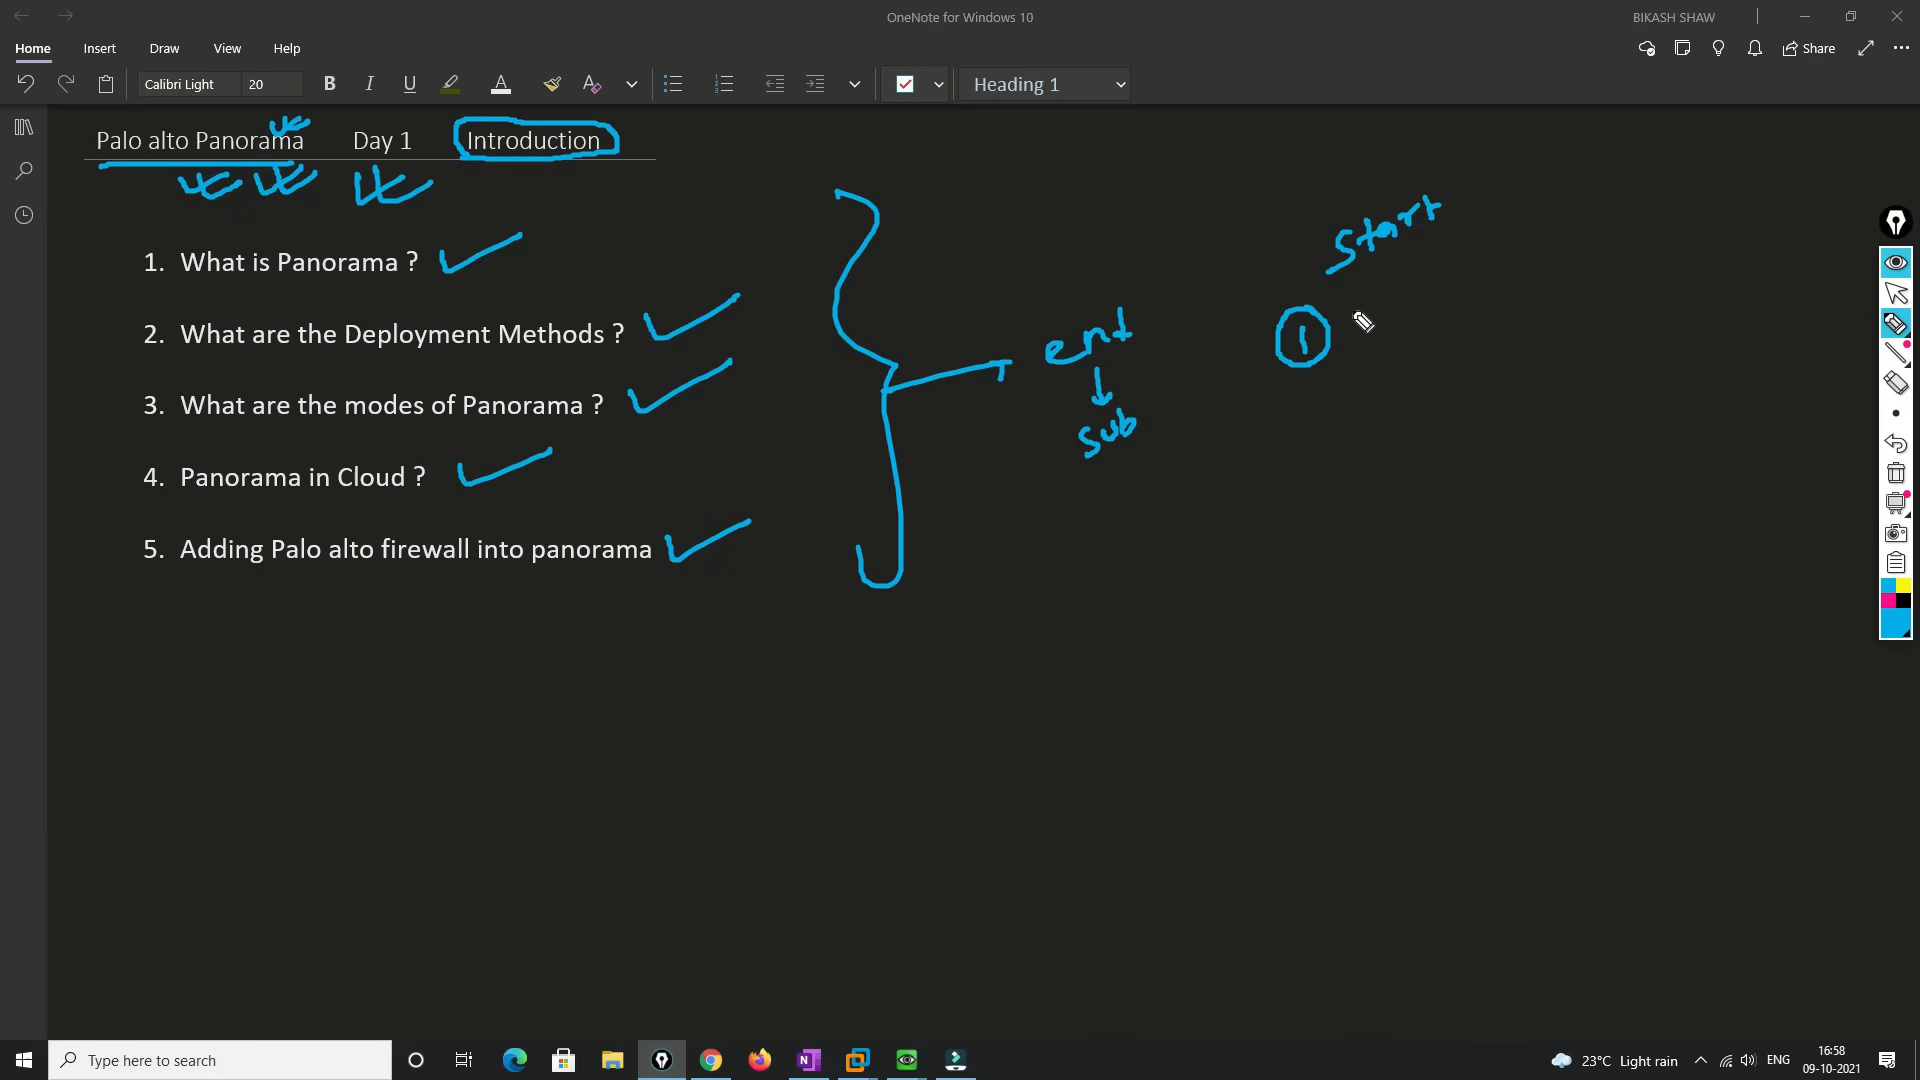 OneNote for Windows 10
BIKASH SHAW
Home Insert Draw View Help
Share
Calibri Light 20 B I U A A Heading 1
Palo alto Panorama Day 1 Introduction
start
1. What is Panorama ?
2. What are the Deployment Methods ?
ent
1
3. What are the modes of Panorama ?
sub
4. Panorama in Cloud ?
5. Adding Palo alto firewall into panorama
Type here to search
23°C Light rain
ENG
16:58
09-10-2021